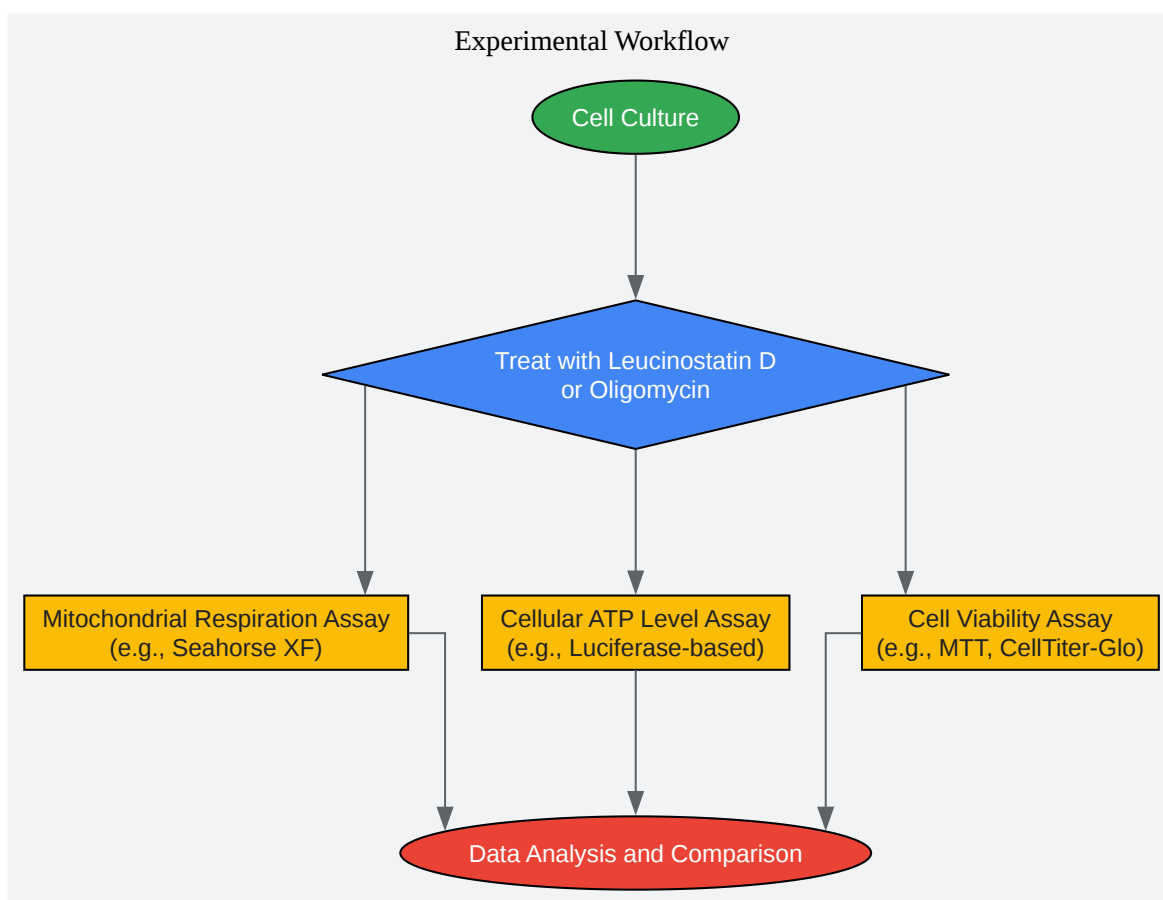 Experimental Workflow
Cell Culture
Treat with Leucinostatin D
or Oligomycin
Mitochondrial Respiration Assay
(e.g., Seahorse XF)
Cellular ATP Level Assay
(e.g., Luciferase-based)
Cell Viability Assay
(e.g., MTT, CellTiter-Glo)
Data Analysis and Comparison